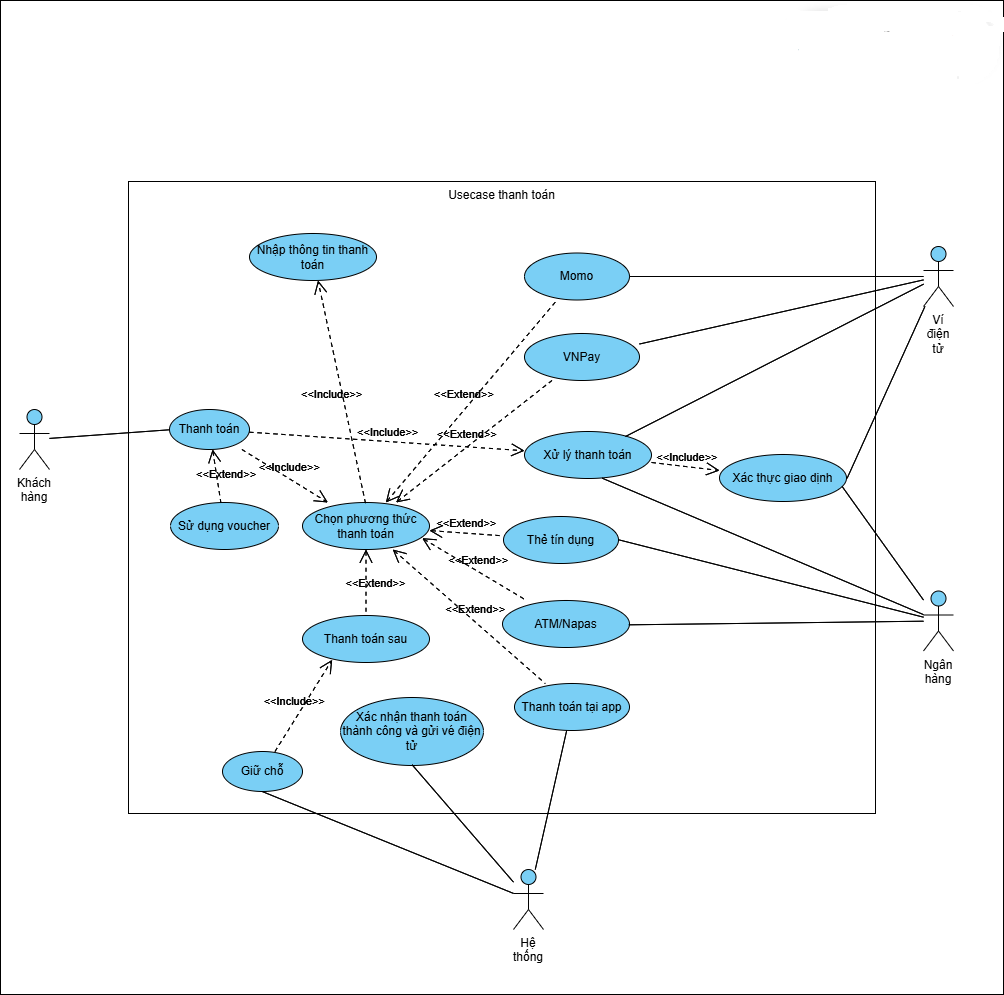 Usecase thanh toán
Nhập thông tin thanh
toán
Momo
Ví
điện
tử
VNPay
<<Include>>
<<Extend>>
Khách
hàng
Thanh toán
<<Include>>
<<Extend>>
Xử lý thanh toán
<<Include>>
<<Extend>>
<<Include>>
Xác thực giao dịnh
Sử dụng voucher
Chọn phương thức
thanh toán
<<Extend>>
Thẻ tín dụng
<<Extend>>
<<Extend>>
<<Extend>>
ATM/Napas
Ngân
hàng
Thanh toán sau
<<Include>>
Xác nhận thanh toán
thành công và gửi vé điện
tử
Thanh toán tại app
Giữ chỗ
Hệ
thống